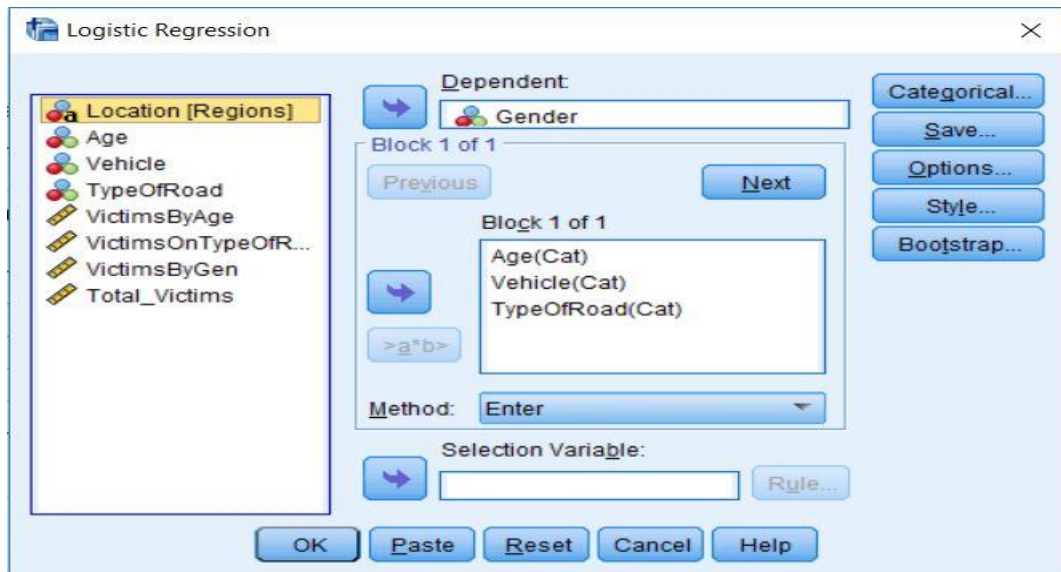 Logistic Regression
Location [Regions]
Age
Vehicle
TypeOfRoad
VictimsByAge
VictimsOnTypeOfR...
VictimsByGen
Total_Victims
Dependent:
Gender
Block 1 of 1
Previous
Next
Block 1 of 1
Age(Cat)
Vehicle(Cat)
TypeOfRoad(Cat)
>a*b>
Method:
Enter
Selection Variable:
Rule...
Categorical...
Save...
Options...
Style...
Bootstrap...
OK
Paste
Reset
Cancel
Help